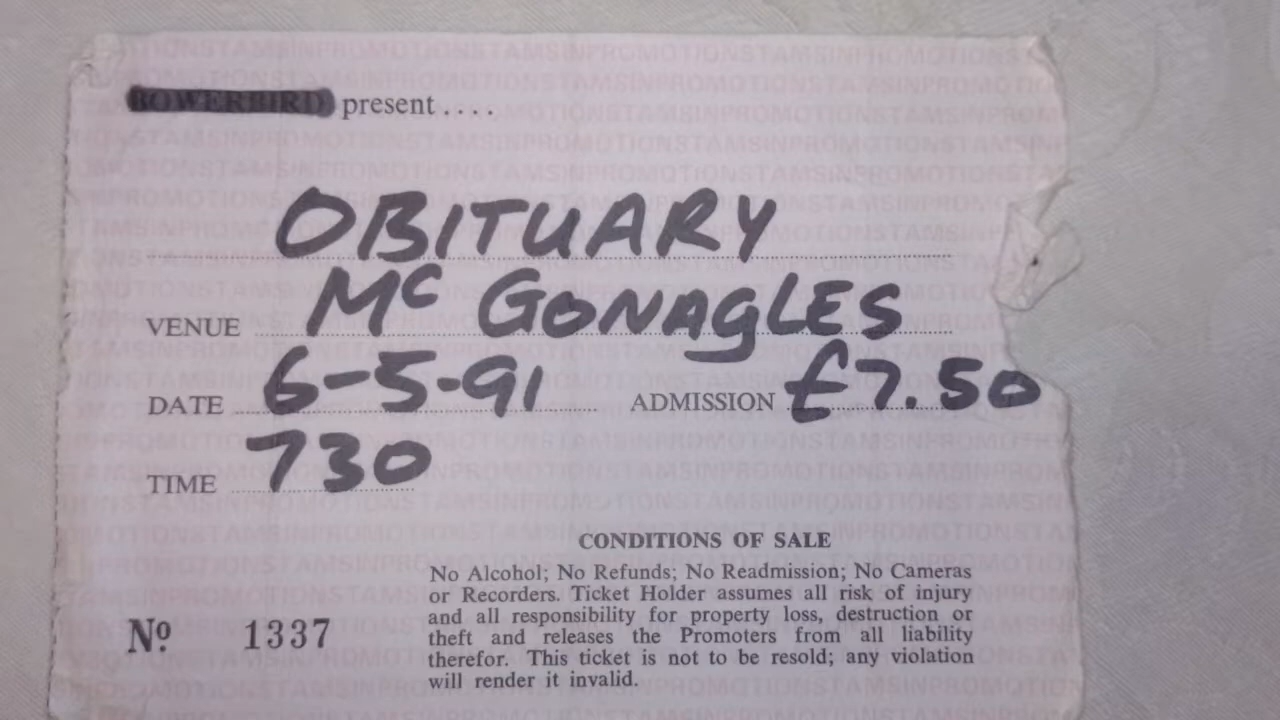 BOWERBIRD present.....
OBITUARY
VENUE Mc GONAGLES
DATE 6-5-91 ADMISSION £7.50
TIME 730
CONDITIONS OF SALE
No Alcohol; No Refunds; No Readmission; No Cameras
or Recorders. Ticket Holder assumes all risk of injury
and all responsibility for property loss, destruction or
theft and releases the Promoters from all liability
therefor. This ticket is not to be resold; any violation
will render it invalid.
No 1337